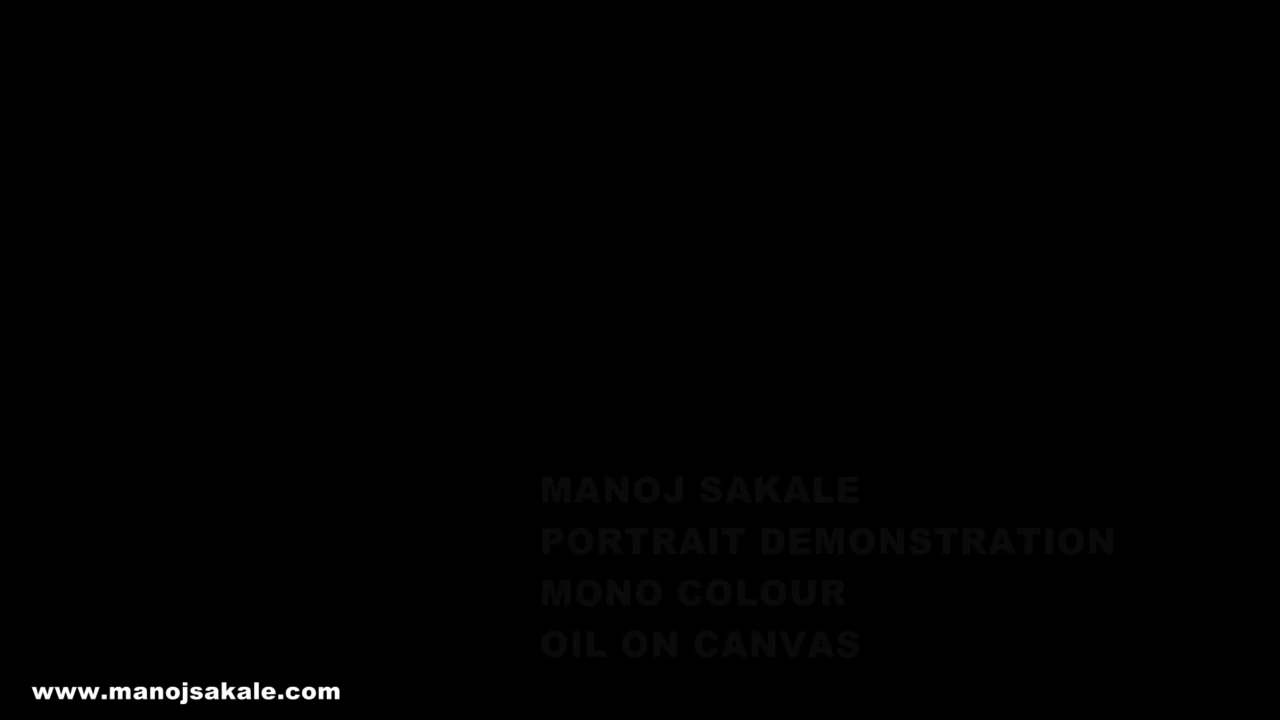 MANOJ SAKALE
PORTRAIT DEMONSTRATION
MONO COLOUR
OIL ON CANVAS
www.manojsakale.com